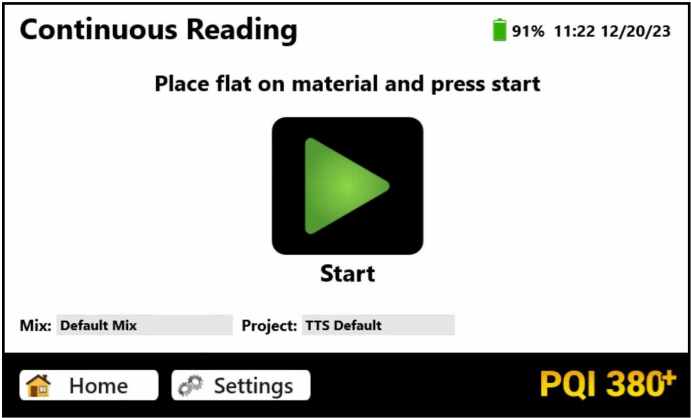 Continuous Reading 91% 11:22 12/20/23
Place flat on material and press start
Start
Mix: Default Mix Project: TTS Default
Home Settings PQI 380+